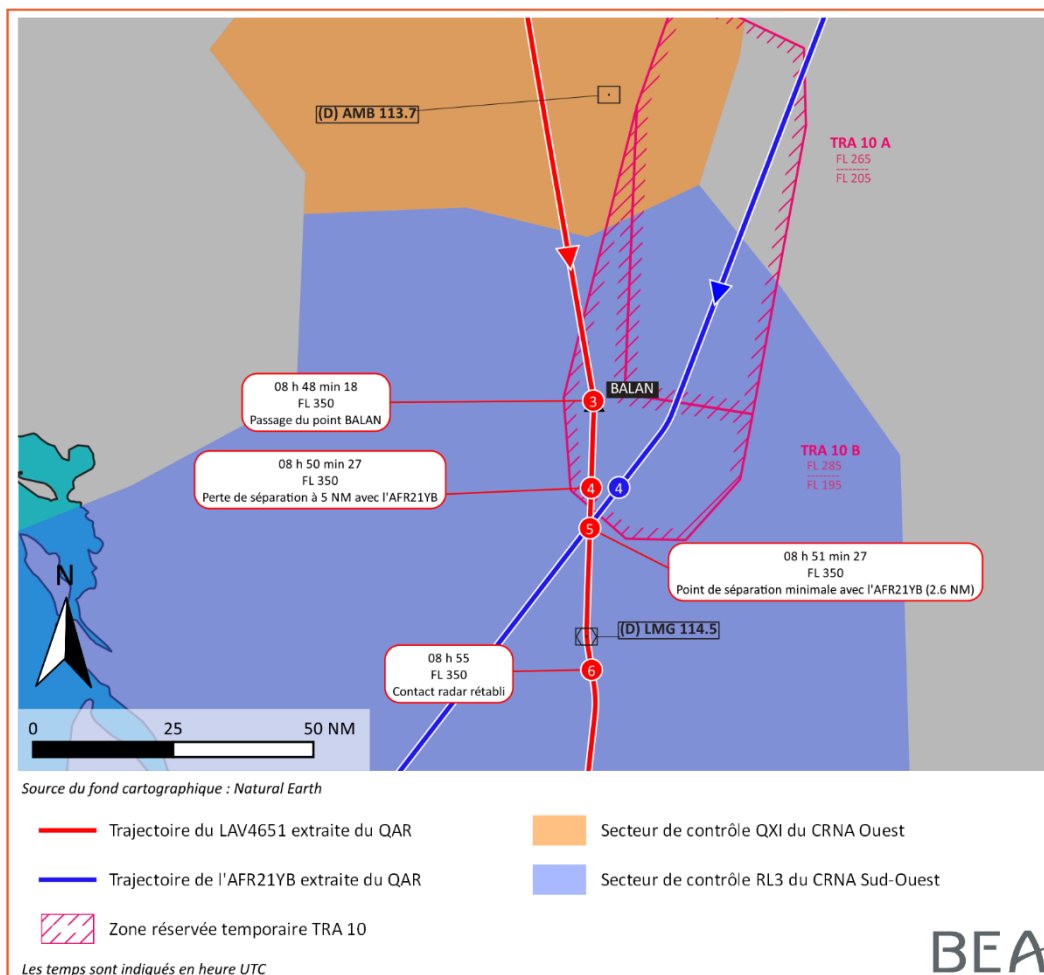 (D) AMB 113.7
TRA 10 A
FL 265
--------
FL 205
08 h 48 min 18
FL 350
Passage du point BALAN
BALAN
3
08 h 50 min 27
FL 350
Perte de séparation à 5 NM avec l'AFR21YB
4
4
TRA 10 B
FL 285
--------
FL 195
5
08 h 51 min 27
FL 350
Point de séparation minimale avec l'AFR21YB (2.6 NM)
N
(D) LMG 114.5
08 h 55
FL 350
Contact radar rétabli
6
0 25 50 NM
Source du fond cartographique : Natural Earth
Trajectoire du LAV4651 extraite du QAR
Secteur de contrôle QXI du CRNA Ouest
Trajectoire de l'AFR21YB extraite du QAR
Secteur de contrôle RL3 du CRNA Sud-Ouest
Zone réservée temporaire TRA 10
Les temps sont indiqués en heure UTC
BEA